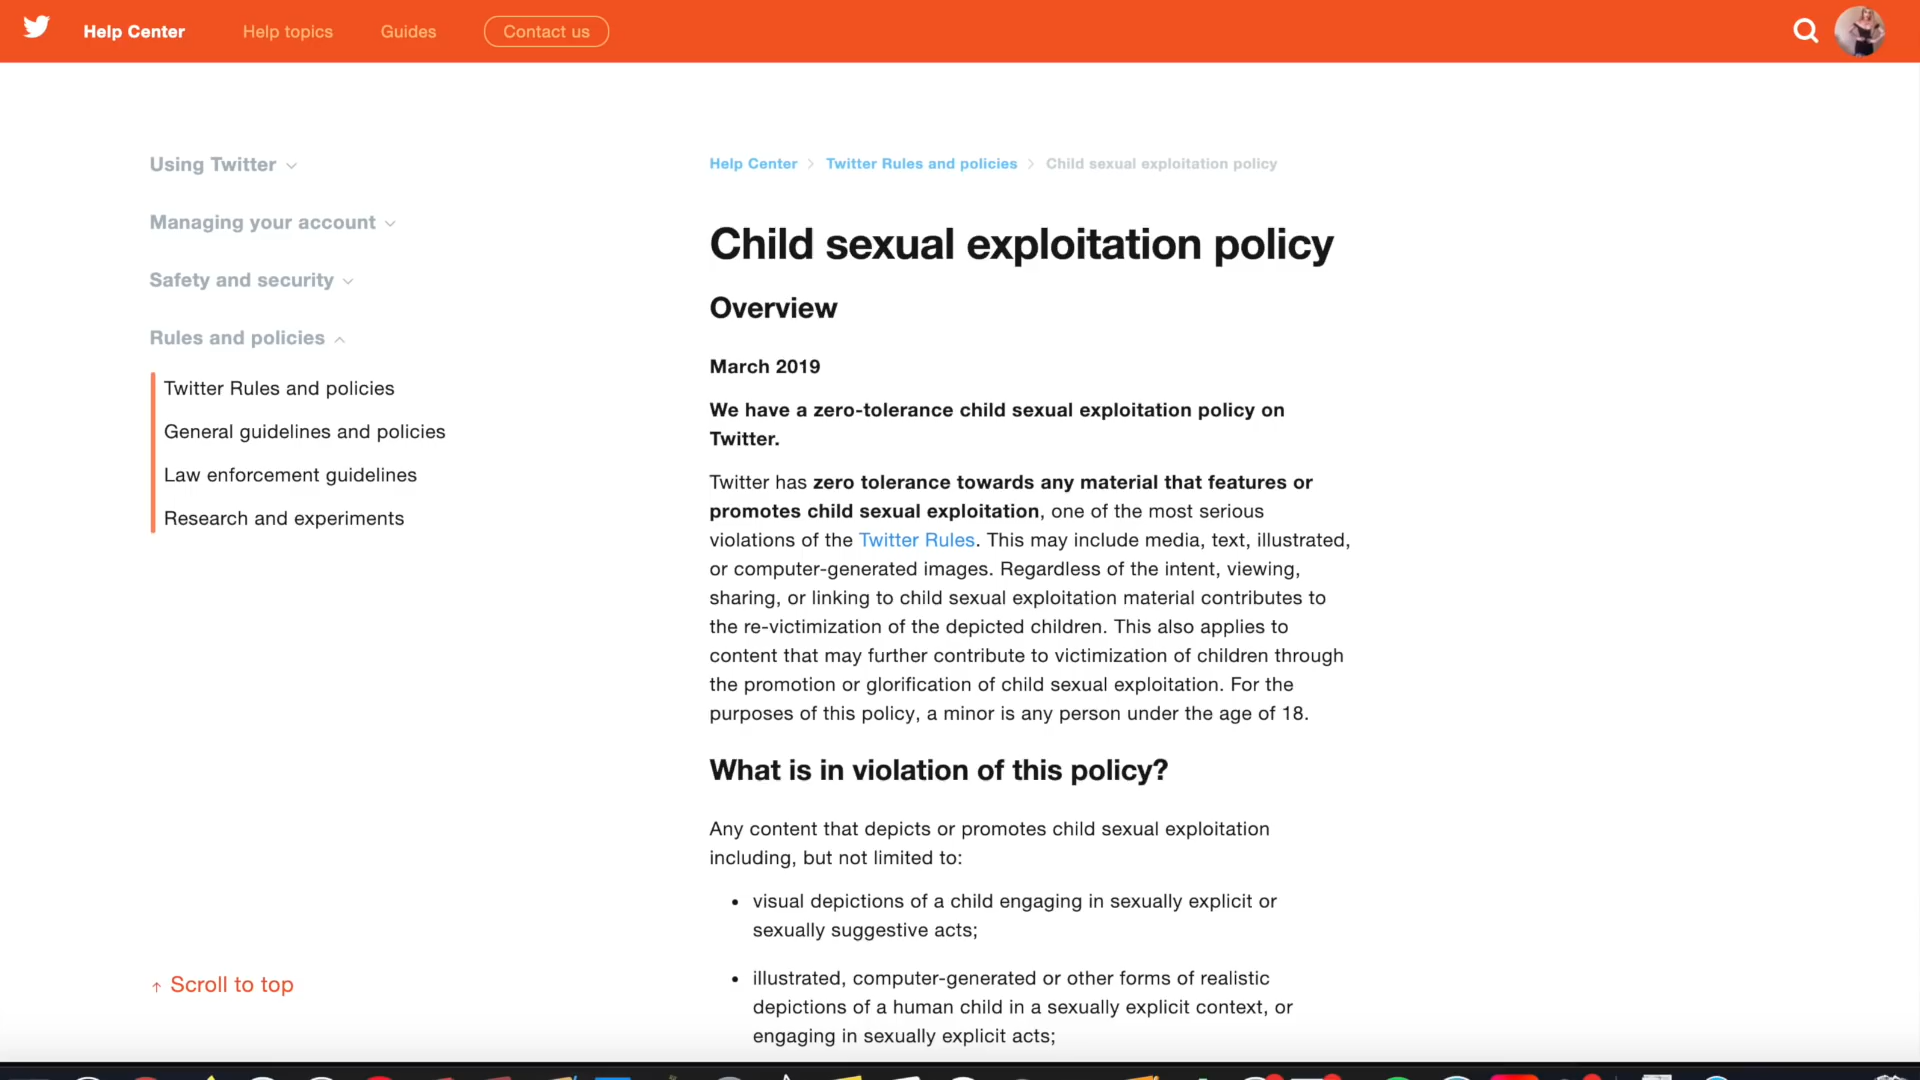 Help Center
Help topics
Guides
Contact us
Using Twitter
Managing your account
Safety and security
Rules and policies
Twitter Rules and policies
General guidelines and policies
Law enforcement guidelines
Research and experiments
↑ Scroll to top
Help Center > Twitter Rules and policies > Child sexual exploitation policy
Child sexual exploitation policy
Overview
March 2019
We have a zero-tolerance child sexual exploitation policy on
Twitter.
Twitter has zero tolerance towards any material that features or
promotes child sexual exploitation, one of the most serious
violations of the Twitter Rules. This may include media, text, illustrated,
or computer-generated images. Regardless of the intent, viewing,
sharing, or linking to child sexual exploitation material contributes to
the re-victimization of the depicted children. This also applies to
content that may further contribute to victimization of children through
the promotion or glorification of child sexual exploitation. For the
purposes of this policy, a minor is any person under the age of 18.
What is in violation of this policy?
Any content that depicts or promotes child sexual exploitation
including, but not limited to:
• visual depictions of a child engaging in sexually explicit or
sexually suggestive acts;
• illustrated, computer-generated or other forms of realistic
depictions of a human child in a sexually explicit context, or
engaging in sexually explicit acts;